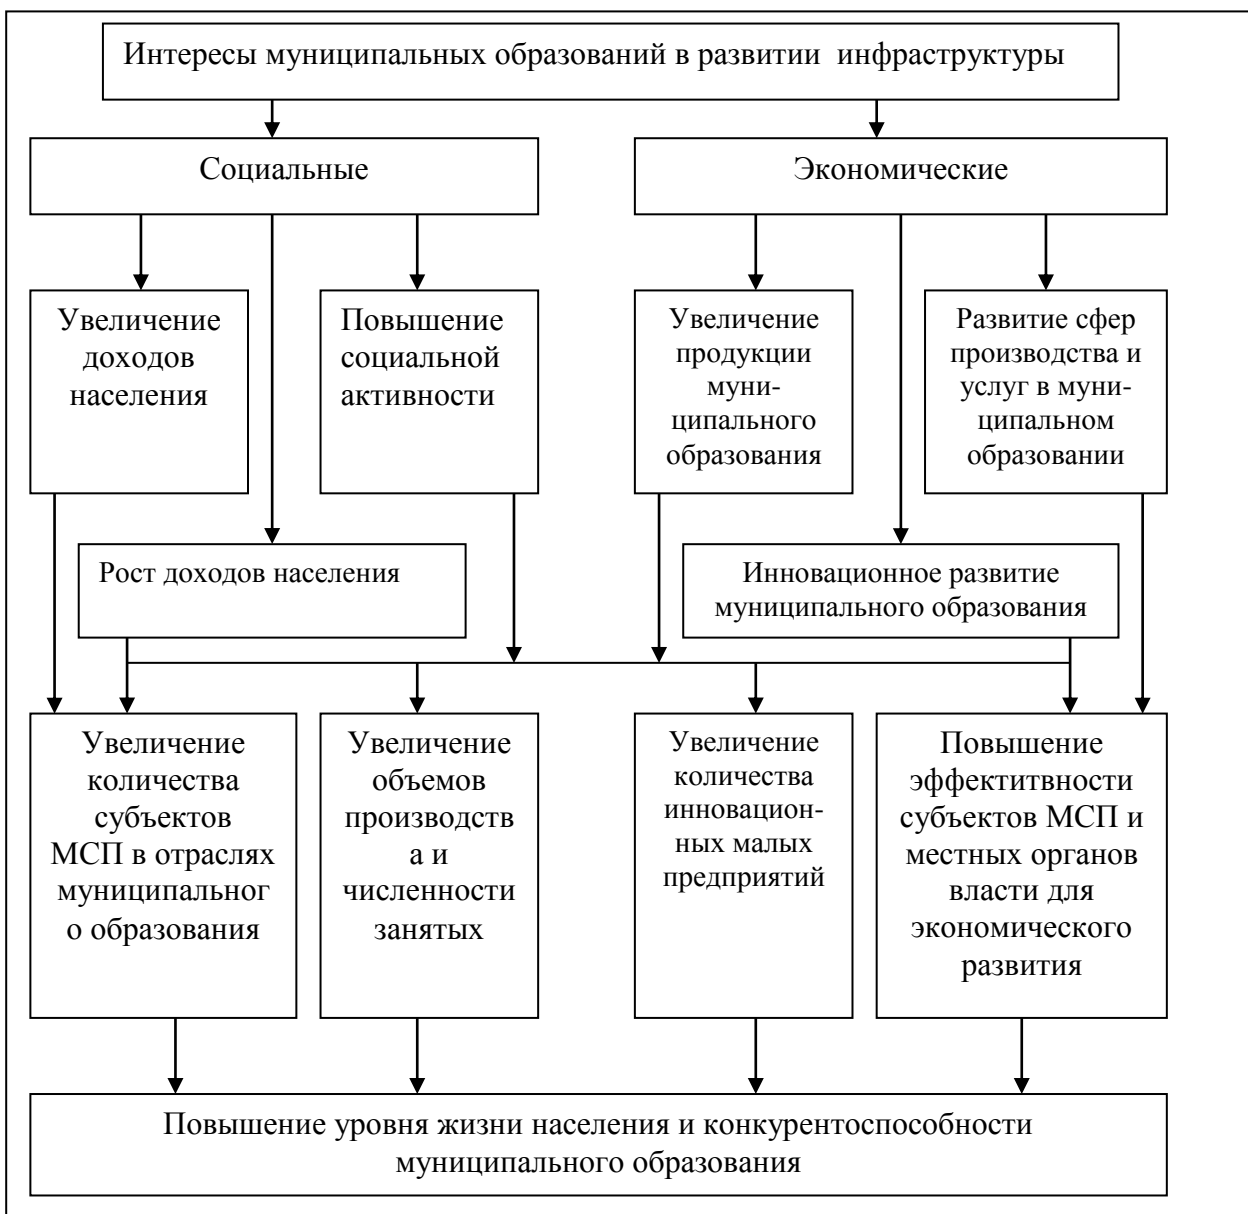 Интересы муниципальных образований в развитии инфраструктуры
Социальные
Экономические
Увеличение
доходов
населения
Повышение
социальной
активности
Увеличение
продукции
муни-
ципального
образования
Развитие сфер
производства и
услуг в муни-
ципальном
образовании
Рост доходов населения
Инновационное развитие
муниципального образования
Увеличение
количества
субъектов
МСП в отраслях
муниципальног
о образования
Увеличение
объемов
производств
а и
численности
занятых
Увеличение
количества
инновацион-
ных малых
предприятий
Повышение
эффектитвности
субъектов МСП и
местных органов
власти для
экономического
развития
Повышение уровня жизни населения и конкурентоспособности
муниципального образования